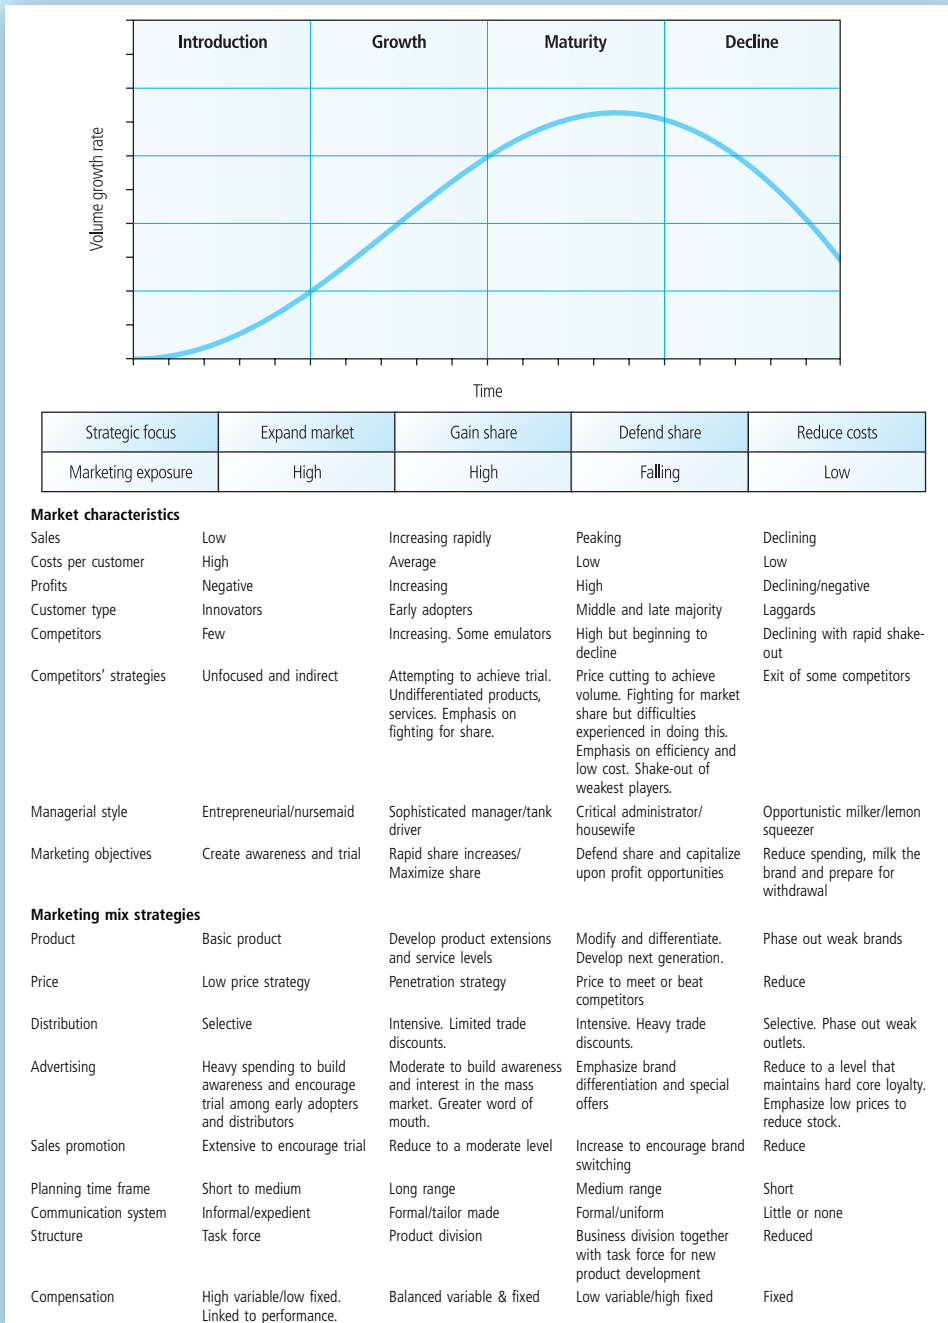 Introduction Growth Maturity Decline
Volume growth rate
Time
Strategic focus Expand market Gain share Defend share Reduce costs
Marketing exposure High High Falling Low
Market characteristics
Sales Low Increasing rapidly Peaking Declining
Costs per customer High Average Low Low
Profits Negative Increasing High Declining/negative
Customer type Innovators Early adopters Middle and late majority Laggards
Competitors Few Increasing. Some emulators High but beginning to Declining with rapid shake-
decline out
Competitors' strategies Unfocused and indirect Attempting to achieve trial. Price cutting to achieve Exit of some competitors
Undifferentiated products, volume. Fighting for market
services. Emphasis on share but difficulties
fighting for share. experienced in doing this.
Emphasis on efficiency and
low cost. Shake-out of
weakest players.
Managerial style Entrepreneurial/nursemaid Sophisticated manager/tank Critical administrator/ Opportunistic milker/lemon
driver housewife squeezer
Marketing objectives Create awareness and trial Rapid share increases/ Defend share and capitalize Reduce spending, milk the
Maximize share upon profit opportunities brand and prepare for
withdrawal
Marketing mix strategies
Product Basic product Develop product extensions Modify and differentiate. Phase out weak brands
and service levels Develop next generation.
Price Low price strategy Penetration strategy Price to meet or beat Reduce
competitors
Distribution Selective Intensive. Limited trade Intensive. Heavy trade Selective. Phase out weak
discounts. discounts. outlets.
Advertising Heavy spending to build Moderate to build awareness Emphasize brand Reduce to a level that
awareness and encourage and interest in the mass differentiation and special maintains hard core loyalty.
trial among early adopters market. Greater word of offers Emphasize low prices to
and distributors mouth. reduce stock.
Sales promotion Extensive to encourage trial Reduce to a moderate level Increase to encourage brand Reduce
switching
Planning time frame Short to medium Long range Medium range Short
Communication system Informal/expedient Formal/tailor made Formal/uniform Little or none
Structure Task force Product division Business division together Reduced
with task force for new
product development
Compensation High variable/low fixed. Balanced variable & fixed Low variable/high fixed Fixed
Linked to performance.